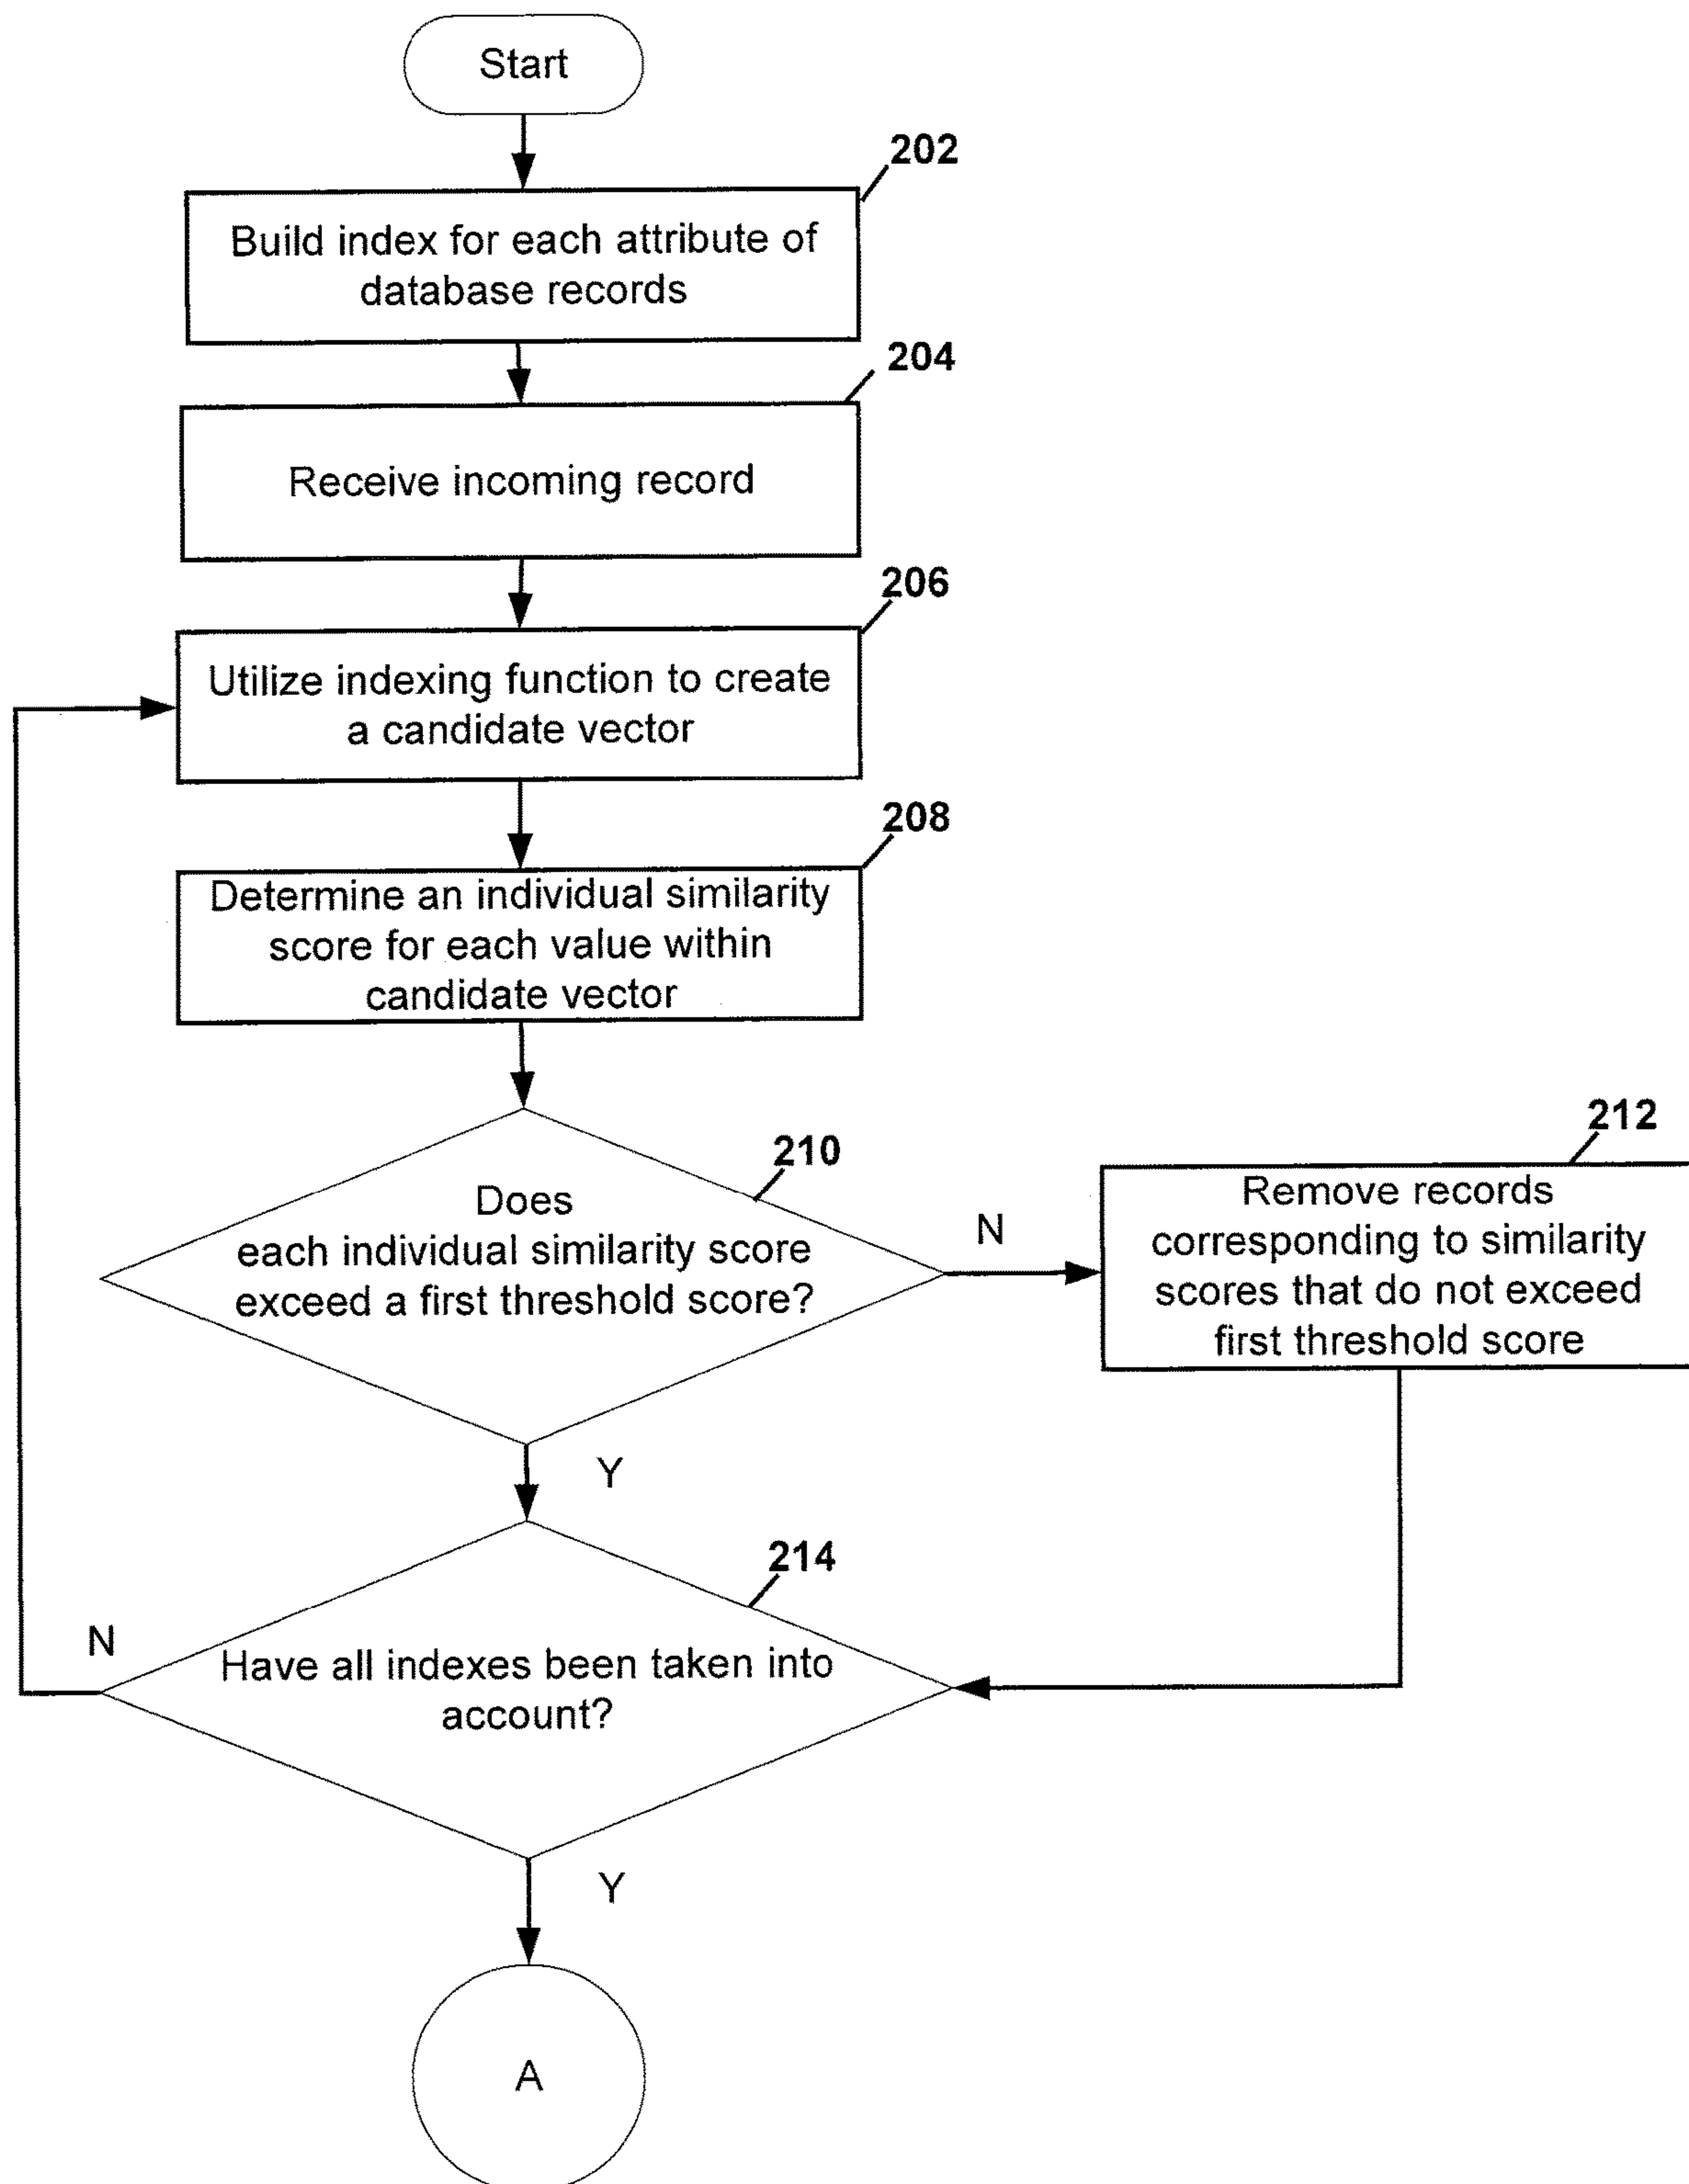 Start
202
Build index for each attribute of
database records
204
Receive incoming record
206
Utilize indexing function to create
a candidate vector
208
Determine an individual similarity
score for each value within
candidate vector
210
Does
each individual similarity score
exceed a first threshold score?
N
212
Remove records
corresponding to similarity
scores that do not exceed
first threshold score
Y
214
Have all indexes been taken into
account?
N
Y
A